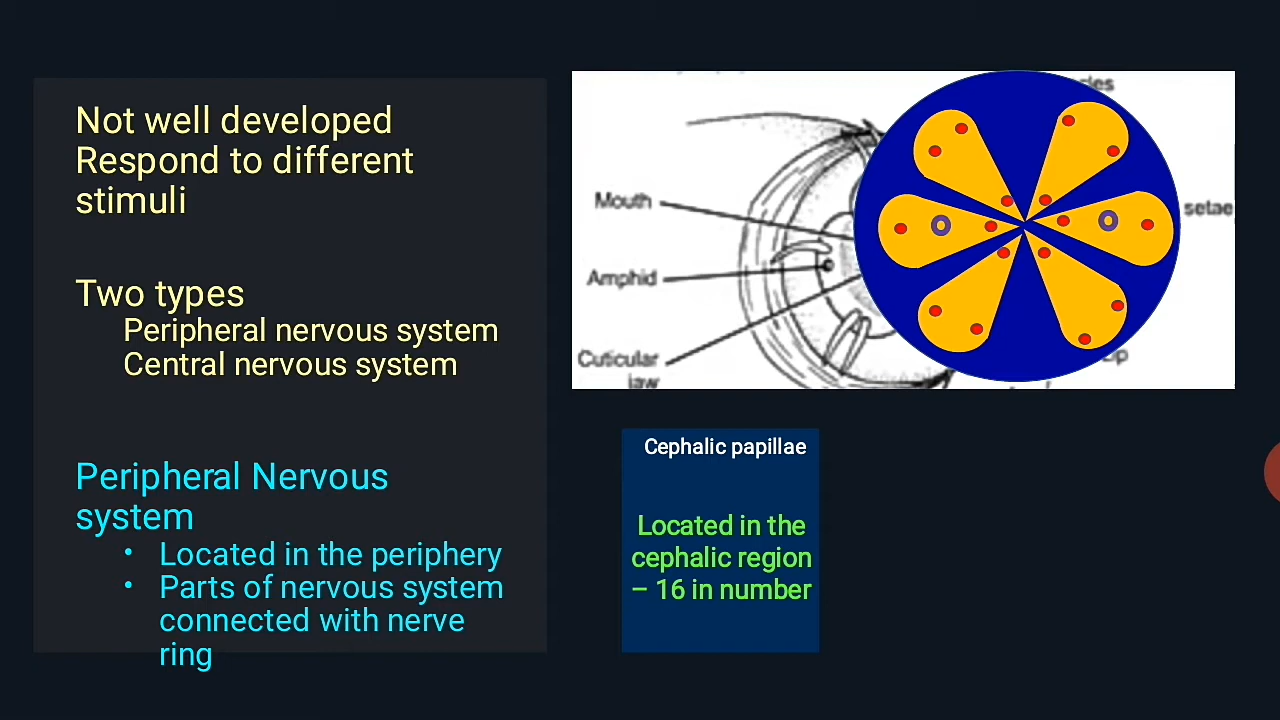 Not well developed
Respond to different
stimuli
Two types
Peripheral nervous system
Central nervous system
Peripheral Nervous
system
• Located in the periphery
• Parts of nervous system
connected with nerve
ring
Mouth
Amphid
Cuticular
jaw
setae
Cephalic papillae
Located in the
cephalic region
– 16 in number